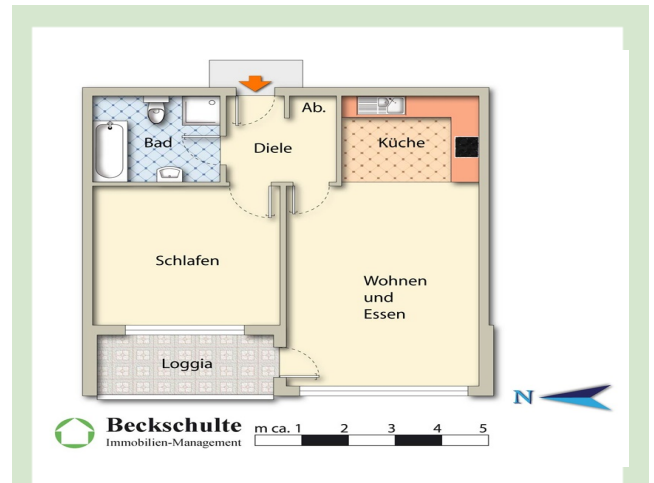 Ab.
Bad
Diele
Küche
Schlafen
Wohnen
und
Essen
Loggia
N
Beckschulte
Immobilien-Management
m ca. 1 2 3 4 5